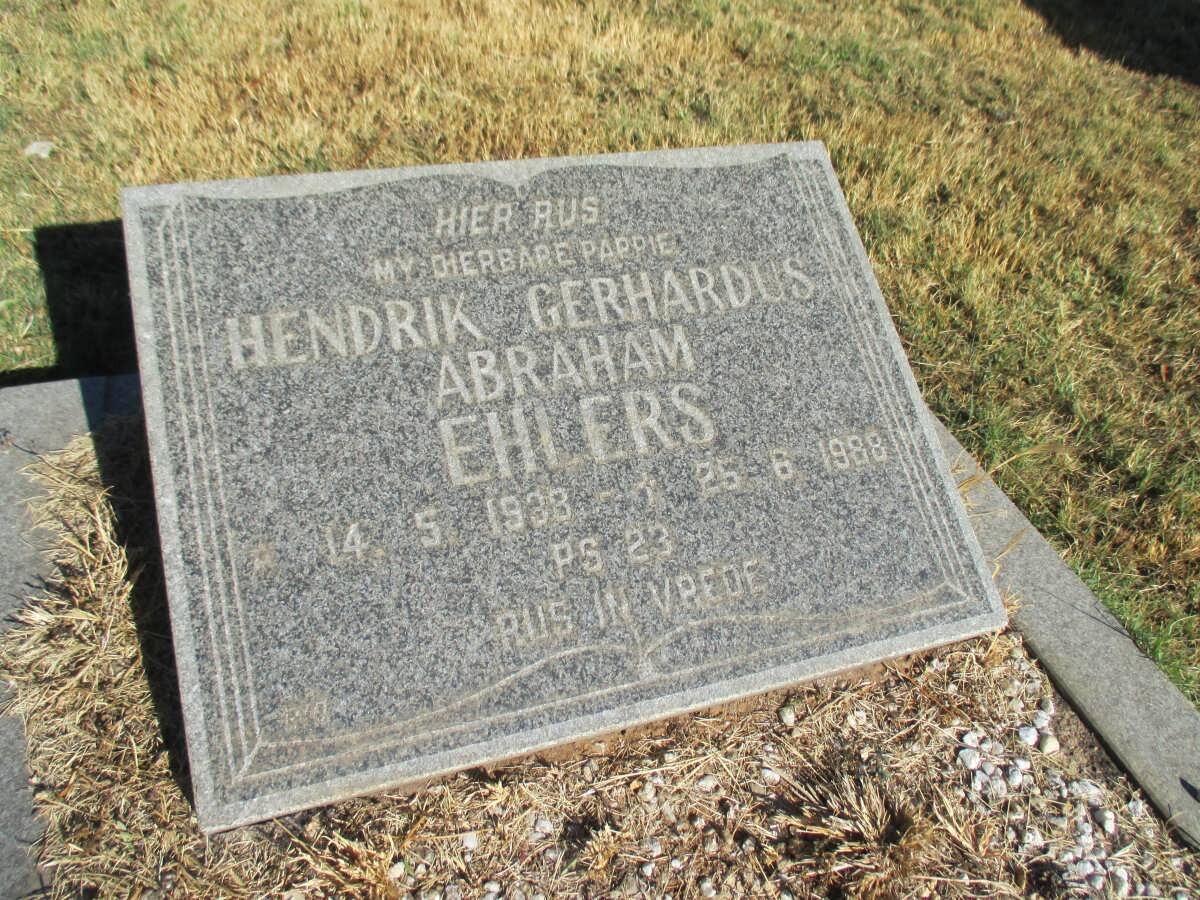 HIER RUS
MY DIERBARE PAPPIE
HENDRIK GERHARDUS
ABRAHAM
EHLERS
* 14. 5. 1933 - † 25. 6. 1988
PS 23
RUS IN VREDE